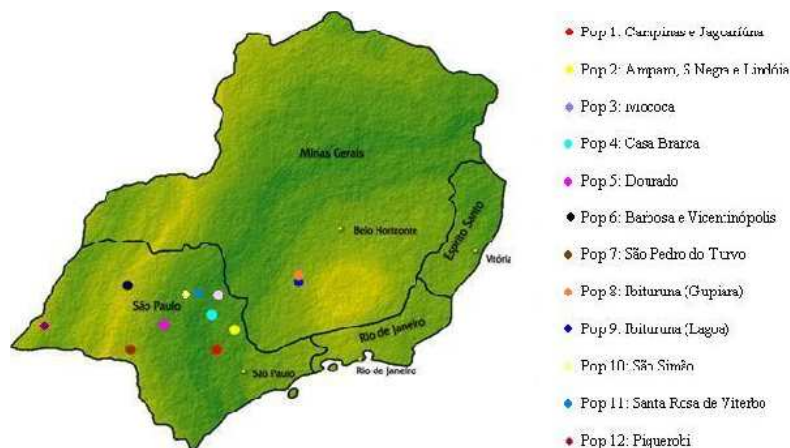 Minas Gerais
Belo Horizonte
Espírito Santo
Vitória
São Paulo
Rio de Janeiro
São Paulo
Rio de Janeiro
Pop 1: Campinas e Jaguariúna
Pop 2: Amparo, S Negra e Lindóia
Pop 3: Mococa
Pop 4: Casa Branca
Pop 5: Dourado
Pop 6: Barbosa e Vicentinópolis
Pop 7: São Pedro do Turvo
Pop 8: Ibituruna (Gupiara)
Pop 9: Ibituruna (Lagoa)
Pop 10: São Simão
Pop 11: Santa Rosa de Viterbo
Pop 12: Piquerobi